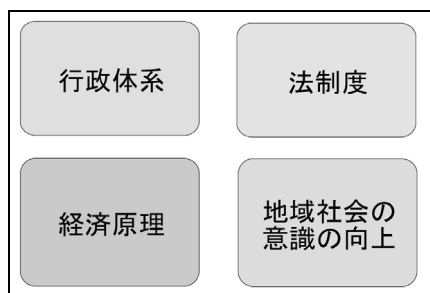 行政体系
法制度
経済原理
地域社会の
意識の向上